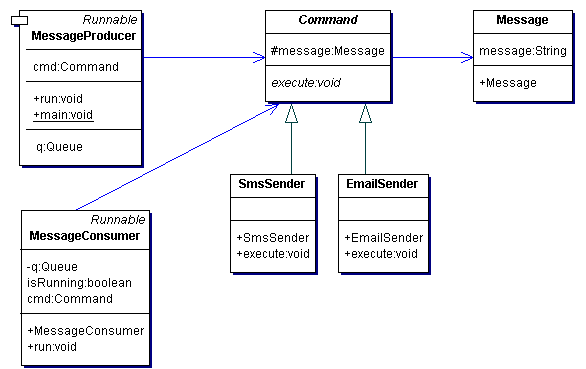 Runnable
MessageProducer
cmd:Command
+run:void
+main:void
q:Queue
Command
#message:Message
execute:void
Message
message:String
+Message
SmsSender
+SmsSender
+execute:void
EmailSender
+EmailSender
+execute:void
Runnable
MessageConsumer
-q:Queue
isRunning:boolean
cmd:Command
+MessageConsumer
+run:void